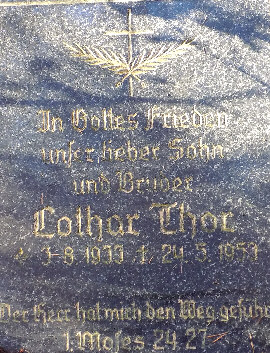 In Gottes Frieden
unser lieber Sohn
und Bruder
Lothar Thor
1. Moses 24, 27
Der Herr hat mich den Weg geführ